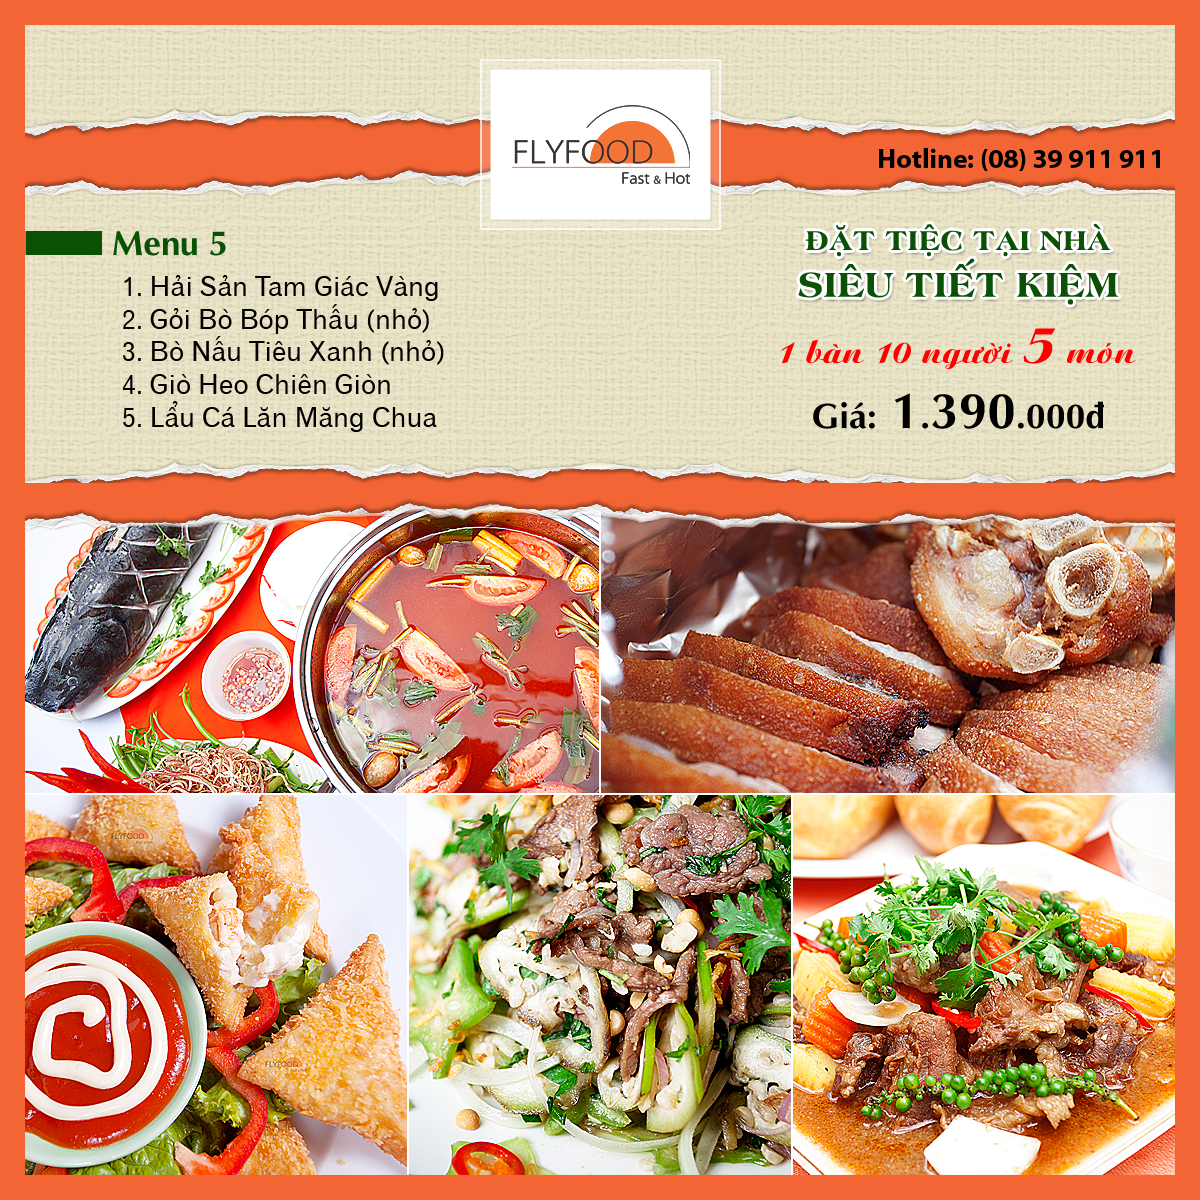 FLYFOOD
Fast & Hot
Hotline: (08) 39 911 911
Menu 5
1. Hải Sản Tam Giác Vàng
2. Gỏi Bò Bóp Thấu (nhỏ)
3. Bò Nấu Tiêu Xanh (nhỏ)
4. Giò Heo Chiên Giòn
5. Lẩu Cá Lăn Măng Chua
ĐẶT TIỆC TẠI NHÀ
SIÊU TIẾT KIỆM
1 bàn 10 người 5 món
Giá: 1.390.000đ
FLYFOOD
FLYFOOD